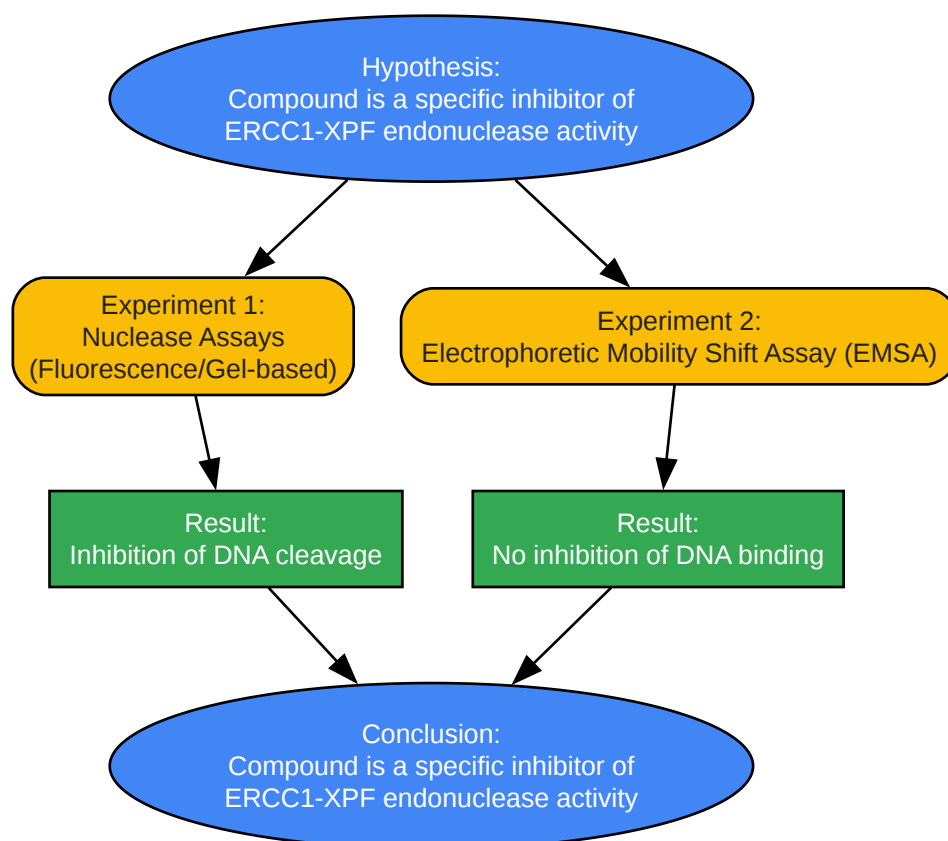 Hypothesis:
Compound is a specific inhibitor of
ERCC1-XPF endonuclease activity
Experiment 1:
Nuclease Assays
(Fluorescence/Gel-based)
Experiment 2:
Electrophoretic Mobility Shift Assay (EMSA)
Result:
Inhibition of DNA cleavage
Result:
No inhibition of DNA binding
Conclusion:
Compound is a specific inhibitor of
ERCC1-XPF endonuclease activity